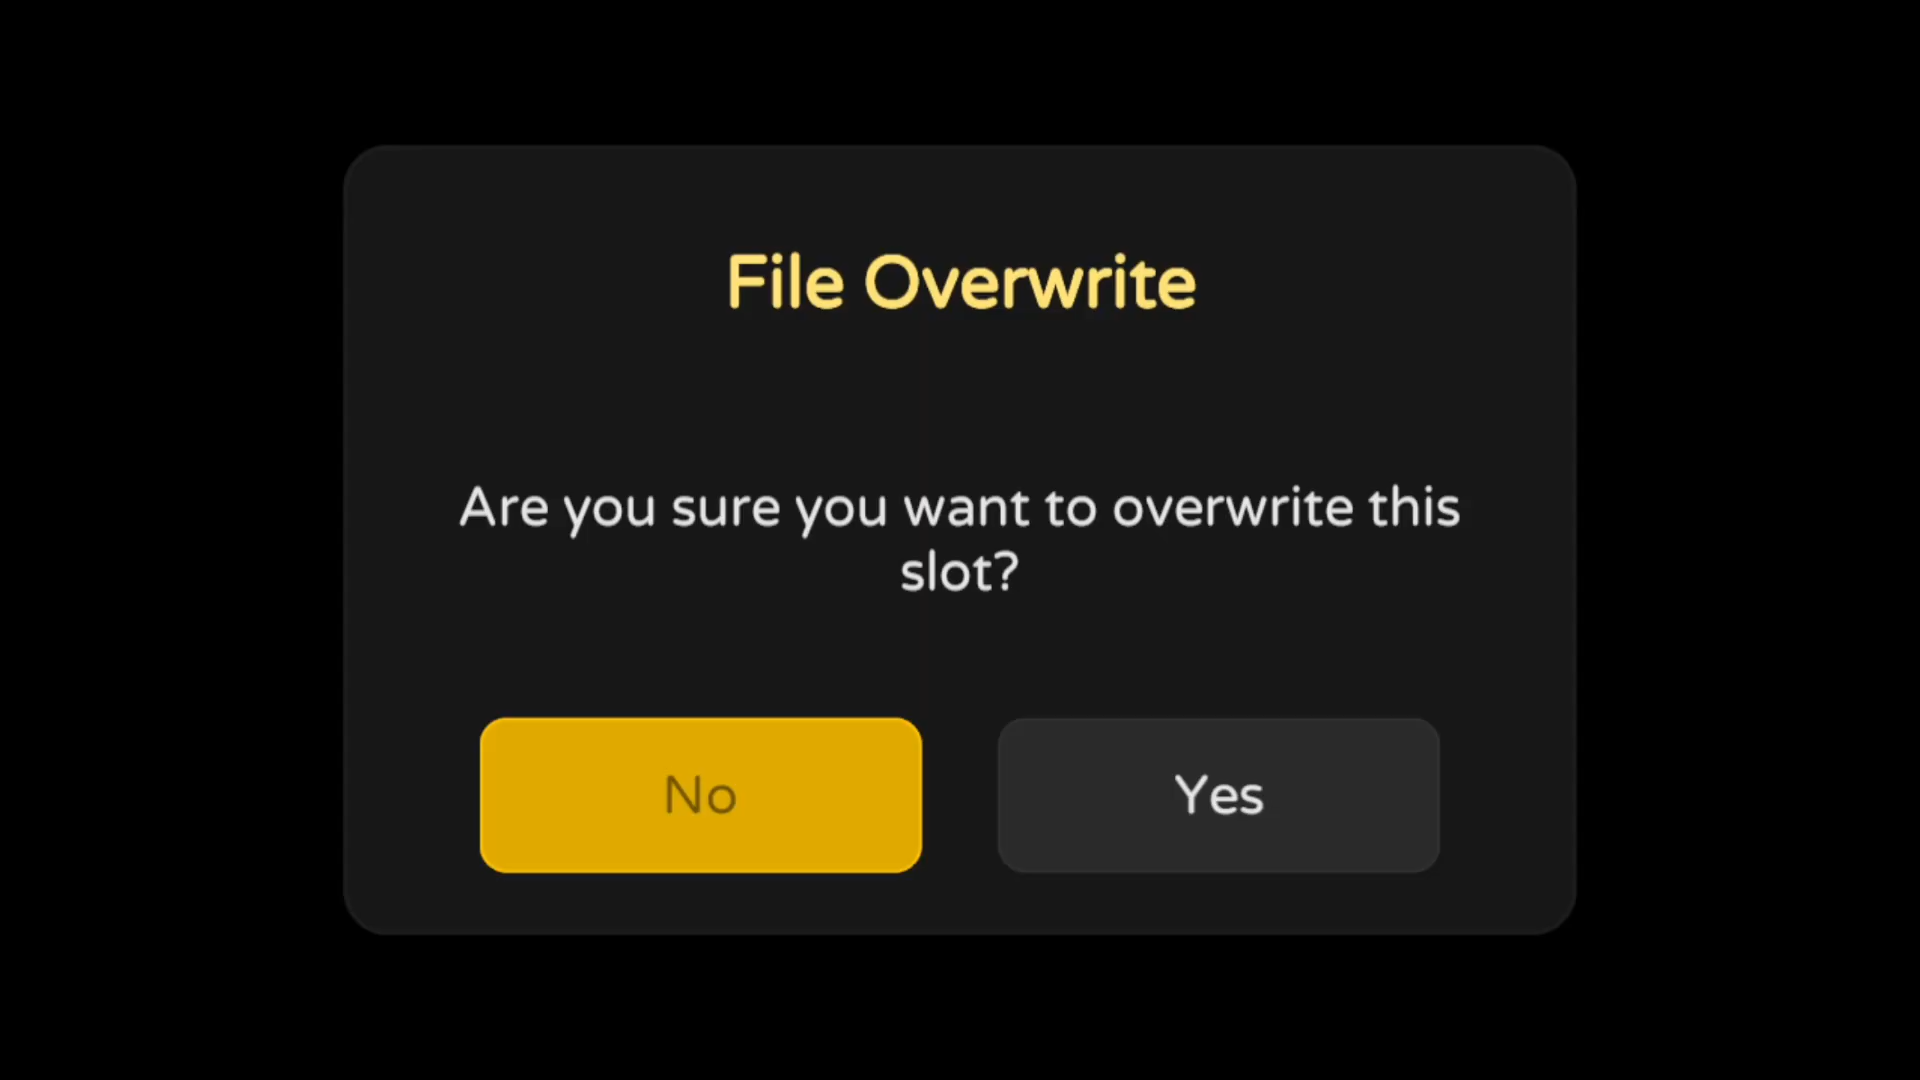 File Overwrite
Are you sure you want to overwrite this
slot?
No
Yes